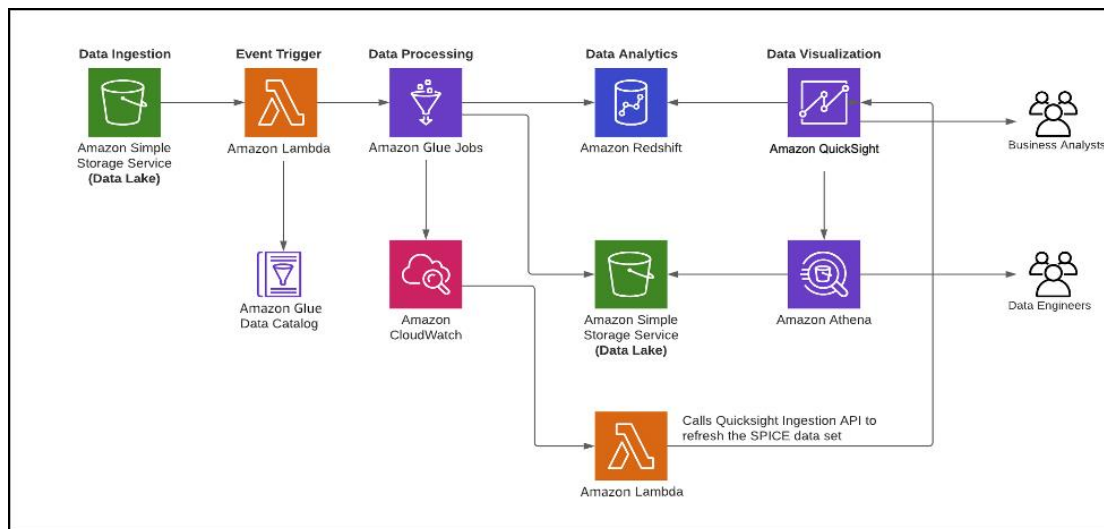 Data Ingestion
Event Trigger
Data Processing
Data Analytics
Data Visualization
Amazon Simple
Storage Service
(Data Lake)
Amazon Lambda
Amazon Glue Jobs
Amazon Redshift
Amazon QuickSight
Business Analysts
Amazon Glue
Data Catalog
Amazon
CloudWatch
Amazon Simple
Storage Service
(Data Lake)
Amazon Athena
Data Engineers
Calls Quicksight Ingestion API to
refresh the SPICE data set
Amazon Lambda